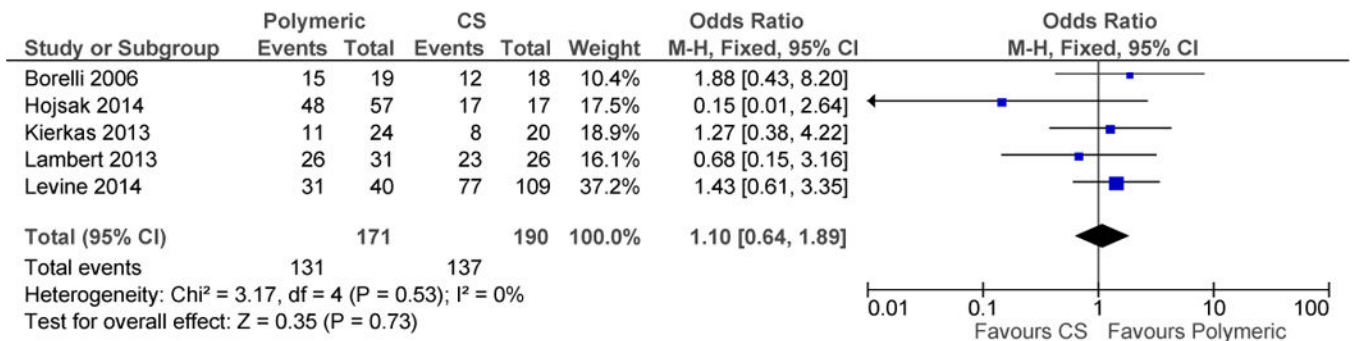 Polymeric CS Odds Ratio Odds Ratio
Study or Subgroup Events Total Events Total Weight M-H, Fixed, 95% CI M-H, Fixed, 95% CI
Borelli 2006 15 19 12 18 10.4% 1.88 [0.43, 8.20]
Hojsak 2014 48 57 17 17 17.5% 0.15 [0.01, 2.64]
Kierkas 2013 11 24 8 20 18.9% 1.27 [0.38, 4.22]
Lambert 2013 26 31 23 26 16.1% 0.68 [0.15, 3.16]
Levine 2014 31 40 77 109 37.2% 1.43 [0.61, 3.35]
Total (95% CI) 171 190 100.0% 1.10 [0.64, 1.89]
Total events 131 137
Heterogeneity: Chi² = 3.17, df = 4 (P = 0.53); I² = 0%
Test for overall effect: Z = 0.35 (P = 0.73)
0.01 0.1 1 10 100
Favours CS Favours Polymeric